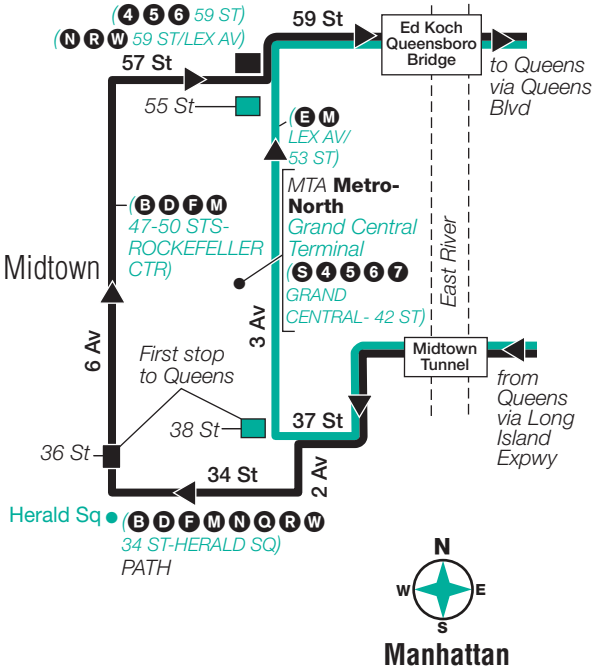 (4 5 6 59 ST)
(N R W 59 ST/LEX AV)
59 St
Ed Koch
Queensboro
Bridge
57 St
to Queens
via Queens
Blvd
55 St
(E M
LEX AV/
53 ST)
MTA Metro-
North
Grand Central
Terminal
(S 4 5 6 7
GRAND
CENTRAL- 42 ST)
(B D F M
47-50 STS-
ROCKEFELLER
CTR)
East River
Midtown
3 Av
6 Av
First stop
to Queens
Midtown
Tunnel
from
Queens
via Long
Island
Expwy
38 St
37 St
36 St
34 St
2 Av
Herald Sq
(B D F M N Q R W
34 ST-HERALD SQ)
PATH
N
W
E
S
Manhattan